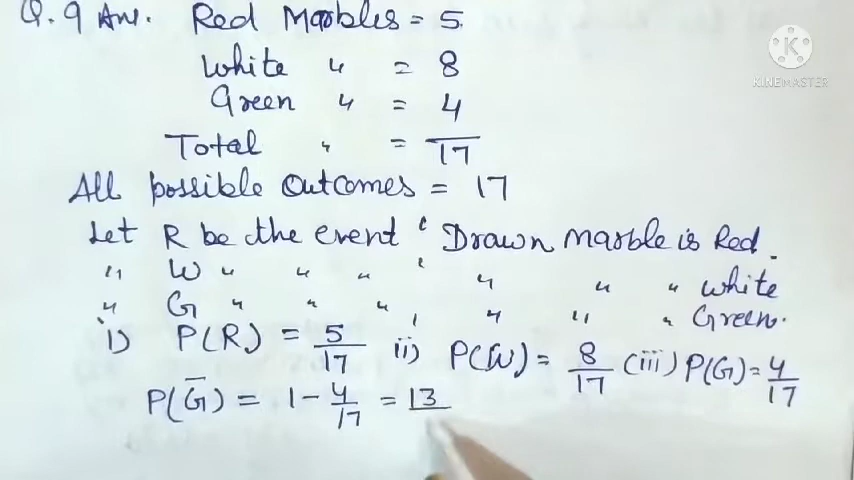 Q. 9 Ans. Red Marbles = 5
White " = 8
Green " = 4
Total " = 17
All possible Outcomes = 17
Let R be the event ' Drawn Marble is Red.
" W " " " ' " " " white
" G " " " ' " " " Green.
i) P(R) = 5/17 ii) P(W) = 8/17 (iii) P(G) = 4/17
P(G̅) = 1 - 4/17 = 13
K
KINEMASTER